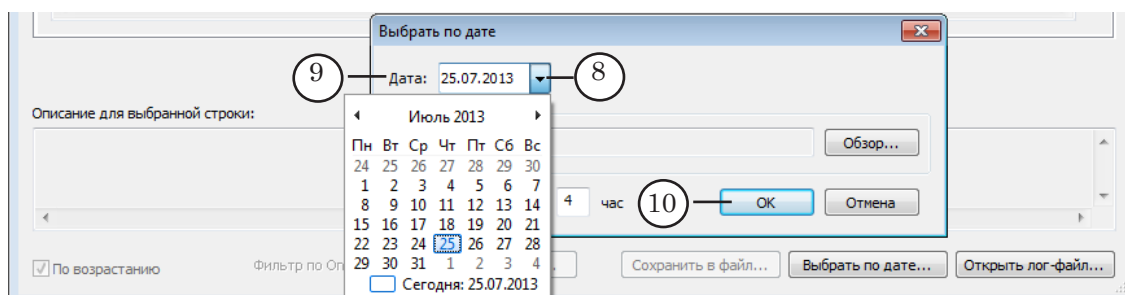 Выбрать по дате
9
Дата: 25.07.2013
8
Описание для выбранной строки:
Июль 2013
Пн Вт Ср Чт Пт Сб Вс
24 25 26 27 28 29 30
1 2 3 4 5 6 7
8 9 10 11 12 13 14
15 16 17 18 19 20 21
22 23 24 25 26 27 28
29 30 31 1 2 3 4
Сегодня: 25.07.2013
Обзор...
4 час
10
OK
Отмена
По возрастанию
Фильтр по Оп
Сохранить в файл...
Выбрать по дате...
Открыть лог-файл...